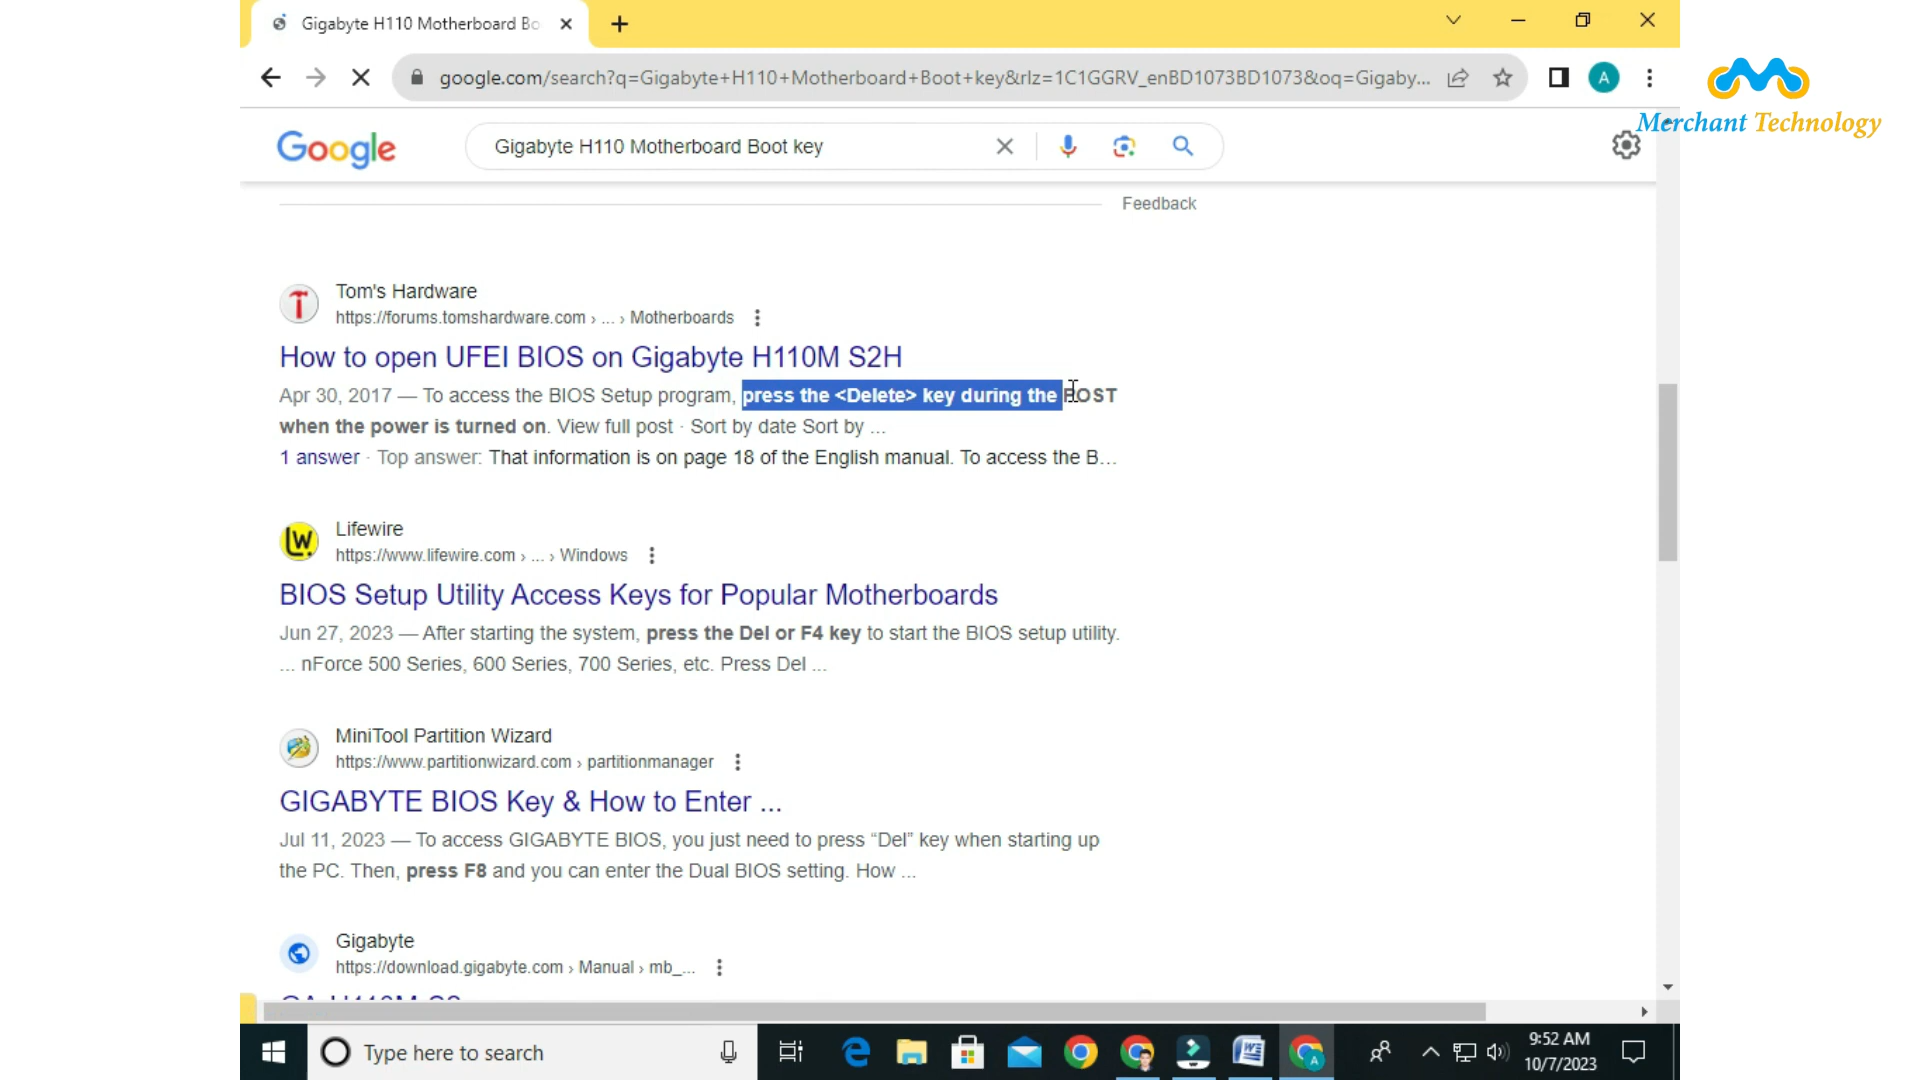 Gigabyte H110 Motherboard Bo
google.com/search?q=Gigabyte+H110+Motherboard+Boot+key&rlz=1C1GGRV_enBD1073BD1073&oq=Gigaby...
A
Merchant Technology
Google
Gigabyte H110 Motherboard Boot key
Feedback
Tom's Hardware
https://forums.tomshardware.com › ... › Motherboards
How to open UFEI BIOS on Gigabyte H110M S2H
Apr 30, 2017 — To access the BIOS Setup program, press the <Delete> key during the POST
when the power is turned on. View full post · Sort by date Sort by ...
1 answer · Top answer: That information is on page 18 of the English manual. To access the B...
Lifewire
https://www.lifewire.com › ... › Windows
BIOS Setup Utility Access Keys for Popular Motherboards
Jun 27, 2023 — After starting the system, press the Del or F4 key to start the BIOS setup utility.
... nForce 500 Series, 600 Series, 700 Series, etc. Press Del ...
MiniTool Partition Wizard
https://www.partitionwizard.com › partitionmanager
GIGABYTE BIOS Key & How to Enter ...
Jul 11, 2023 — To access GIGABYTE BIOS, you just need to press “Del” key when starting up
the PC. Then, press F8 and you can enter the Dual BIOS setting. How ...
Gigabyte
https://download.gigabyte.com › Manual › mb_...
Type here to search
9:52 AM
10/7/2023